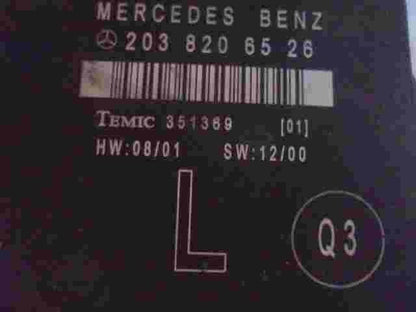 MERCEDES BENZ
203 820 65 26
TEMIC 351369 [01]
HW:08/01 SW:12/00
L
Q3